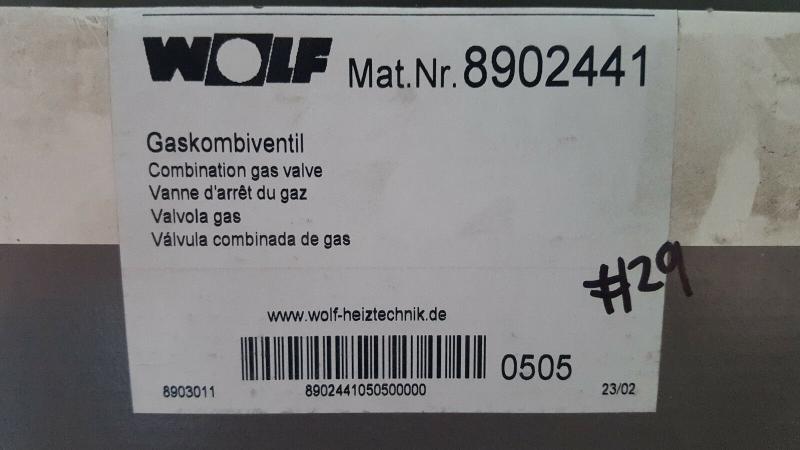 WOLF Mat.Nr. 8902441
Gaskombiventil
Combination gas valve
Vanne d'arrêt du gaz
Valvola gas
Válvula combinada de gas
#29
www.wolf-heiztechnik.de
8903011 8902441050500000 0505 23/02